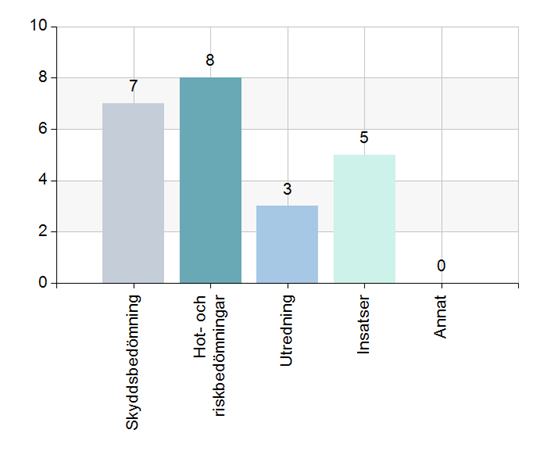 10
8
6
4
2
0
7
8
3
5
0
Skyddsbedömning
Hot- och
riskbedömningar
Utredning
Insatser
Annat